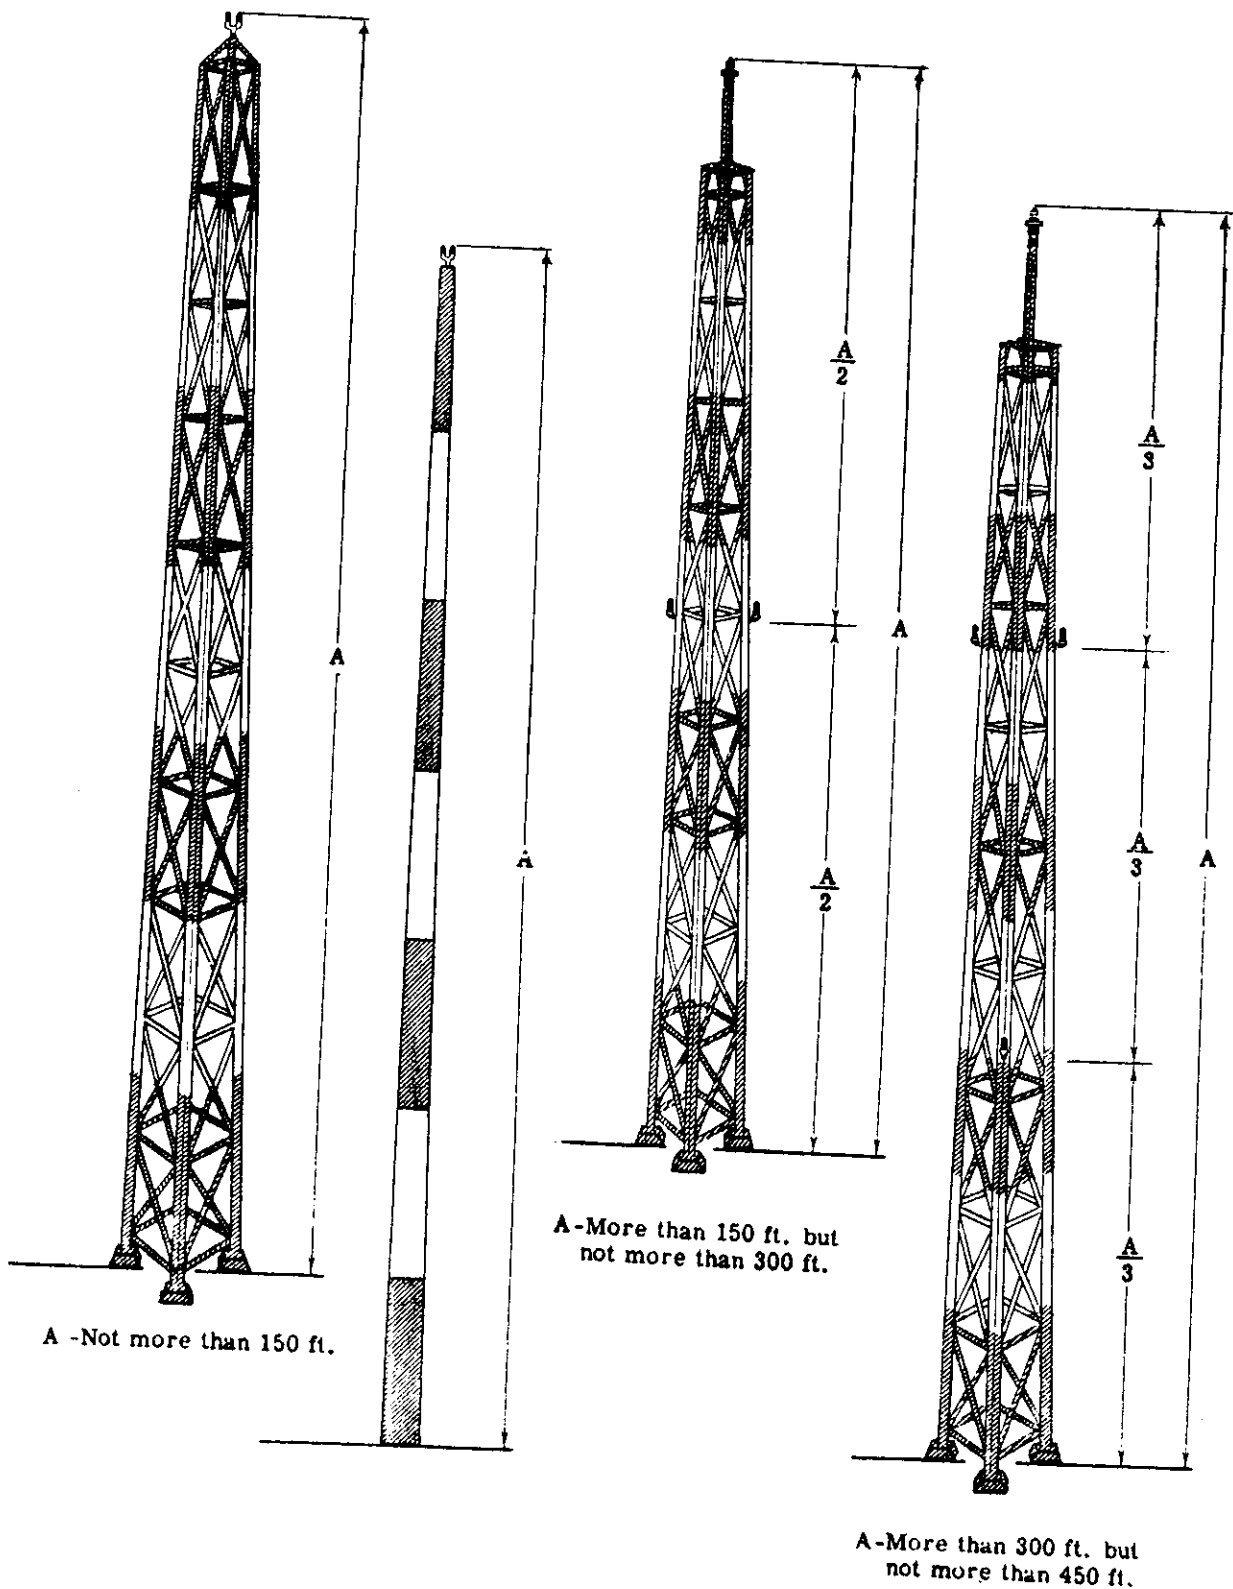 A
A -Not more than 150 ft.
A
A
2
A
2
A
A-More than 150 ft. but
not more than 300 ft.
A
3
A
3
A
3
A
A-More than 300 ft. but
not more than 450 ft.